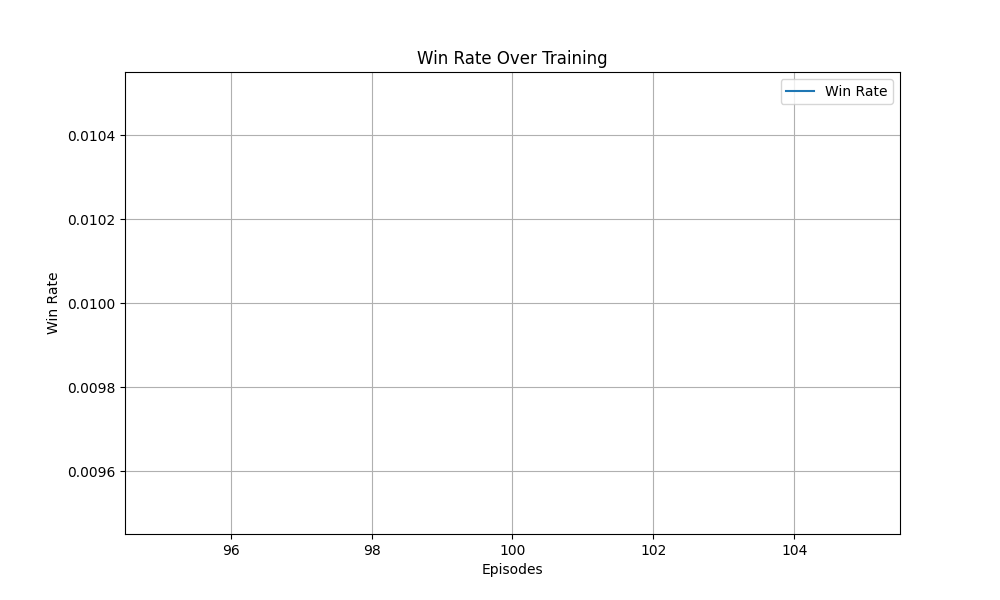 Win Rate Over Training
Win Rate
0.0104
0.0102
0.0100
0.0098
0.0096
Win Rate
96 98 100 102 104
Episodes